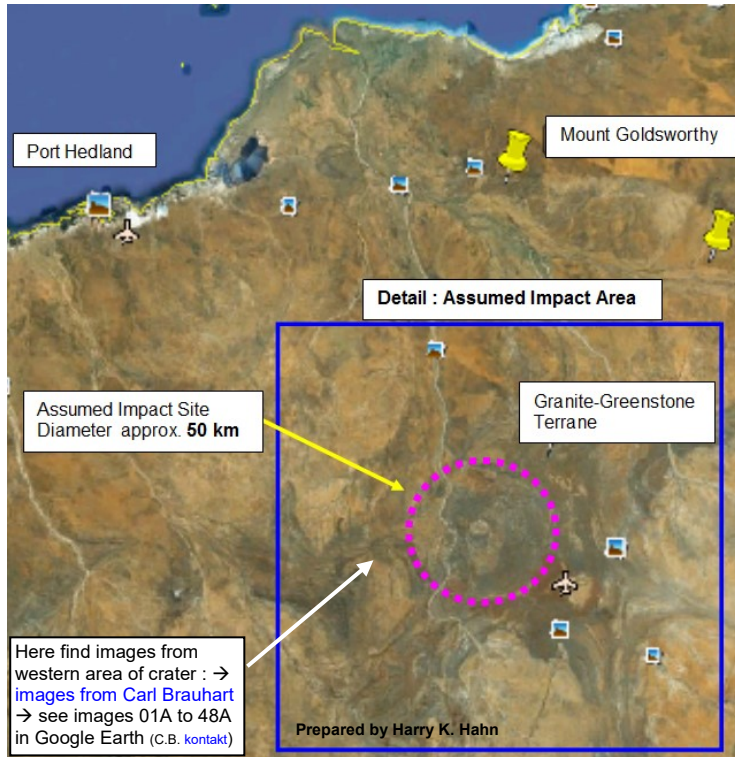 Port Hedland
Mount Goldsworthy
Detail : Assumed Impact Area
Assumed Impact Site
Diameter approx. 50 km
Granite-Greenstone
Terrane
Here find images from
western area of crater : →
images from Carl Brauhart
→ see images 01A to 48A
in Google Earth (C.B. kontakt)
Prepared by Harry K. Hahn